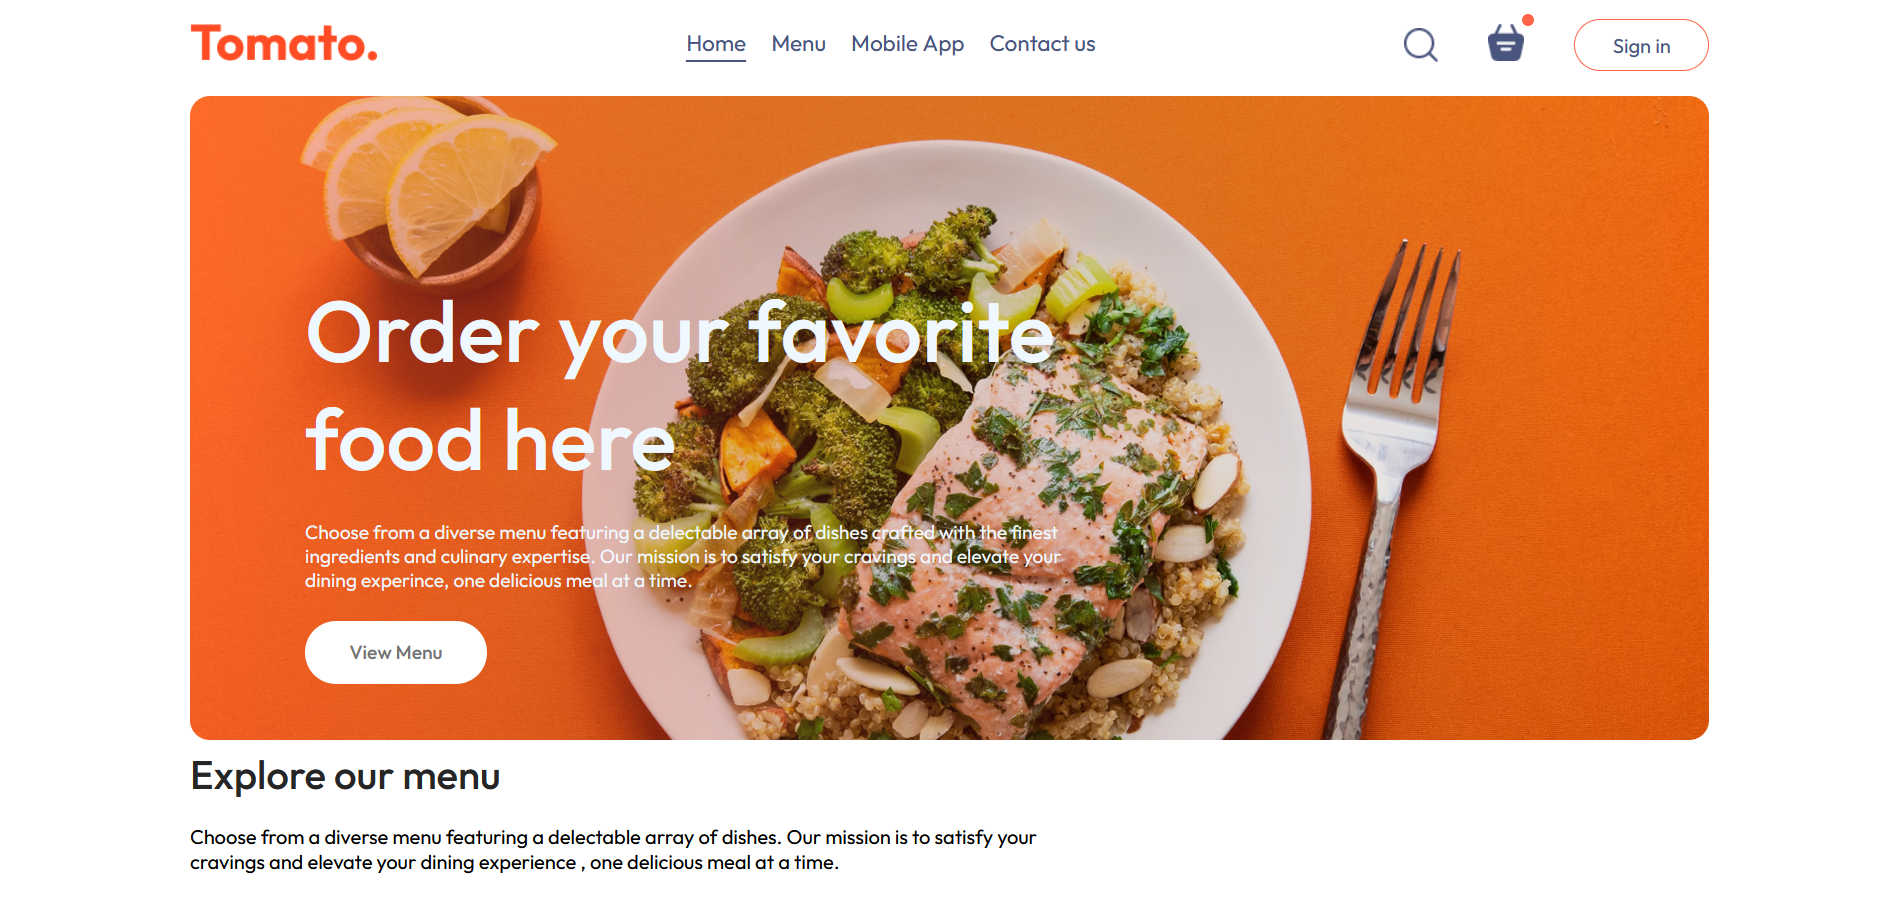 Tomato.
Home Menu Mobile App Contact us
Sign in
Order your favorite
food here
Choose from a diverse menu featuring a delectable array of dishes crafted with the finest
ingredients and culinary expertise. Our mission is to satisfy your cravings and elevate your
dining experince, one delicious meal at a time.
View Menu
Explore our menu
Choose from a diverse menu featuring a delectable array of dishes. Our mission is to satisfy your
cravings and elevate your dining experience , one delicious meal at a time.